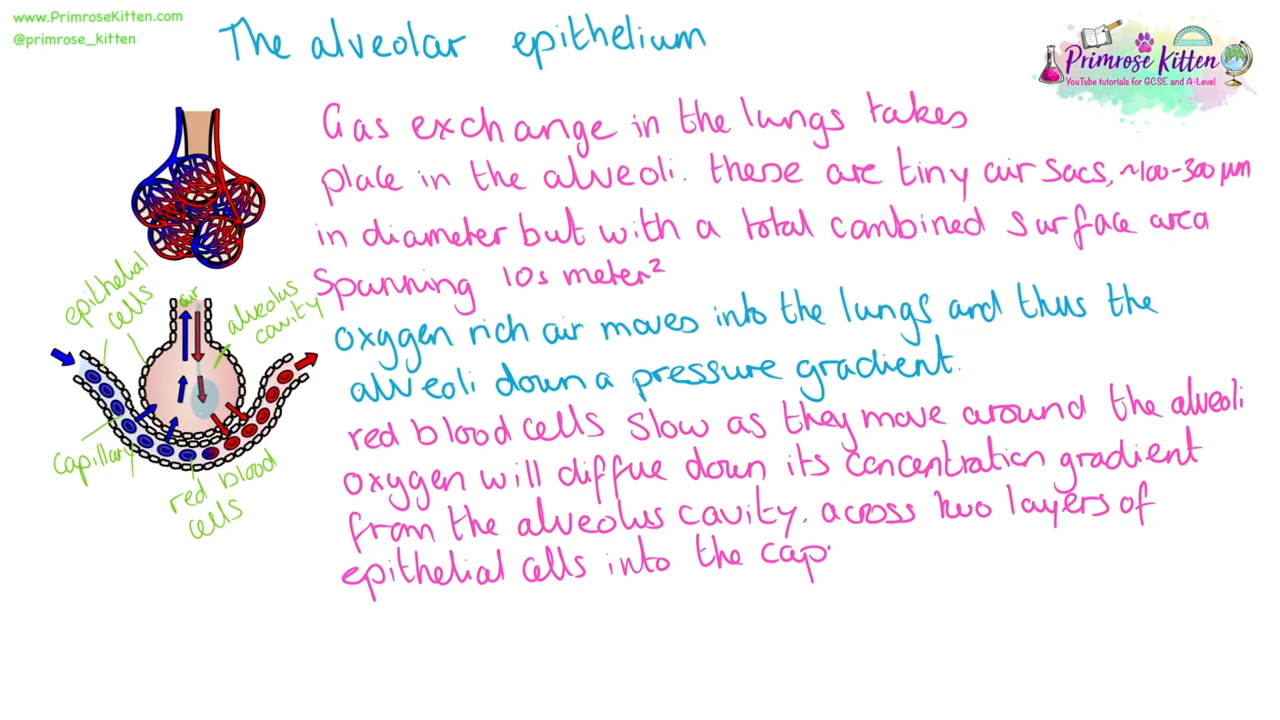 www.PrimroseKitten.com
@primrose_kitten
The alveolar epithelium
Primrose Kitten
YouTube tutorials for GCSE and A-Level
Gas exchange in the lungs takes
place in the alveoli. these are tiny air sacs, ~100-300 µm
in diameter but with a total combined surface area
spanning 10s meter²
oxygen rich air moves into the lungs and thus the
alveoli down a pressure gradient.
red blood cells slow as they move around the alveoli
oxygen will diffue down its concentration gradient
from the alveolus cavity, across two layers of
epithelial cells into the cap
epithelial
cells
air
alveolus
cavity
capillary
red blood
cells